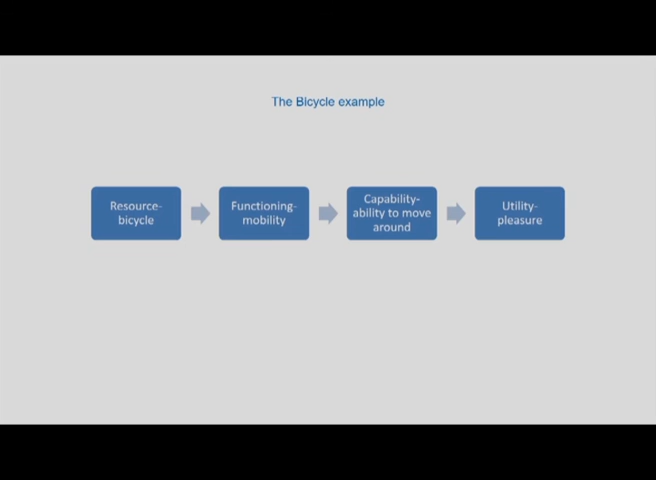 The Bicycle example
Resource-
bicycle
Functioning-
mobility
Capability-
ability to move
around
Utility-
pleasure